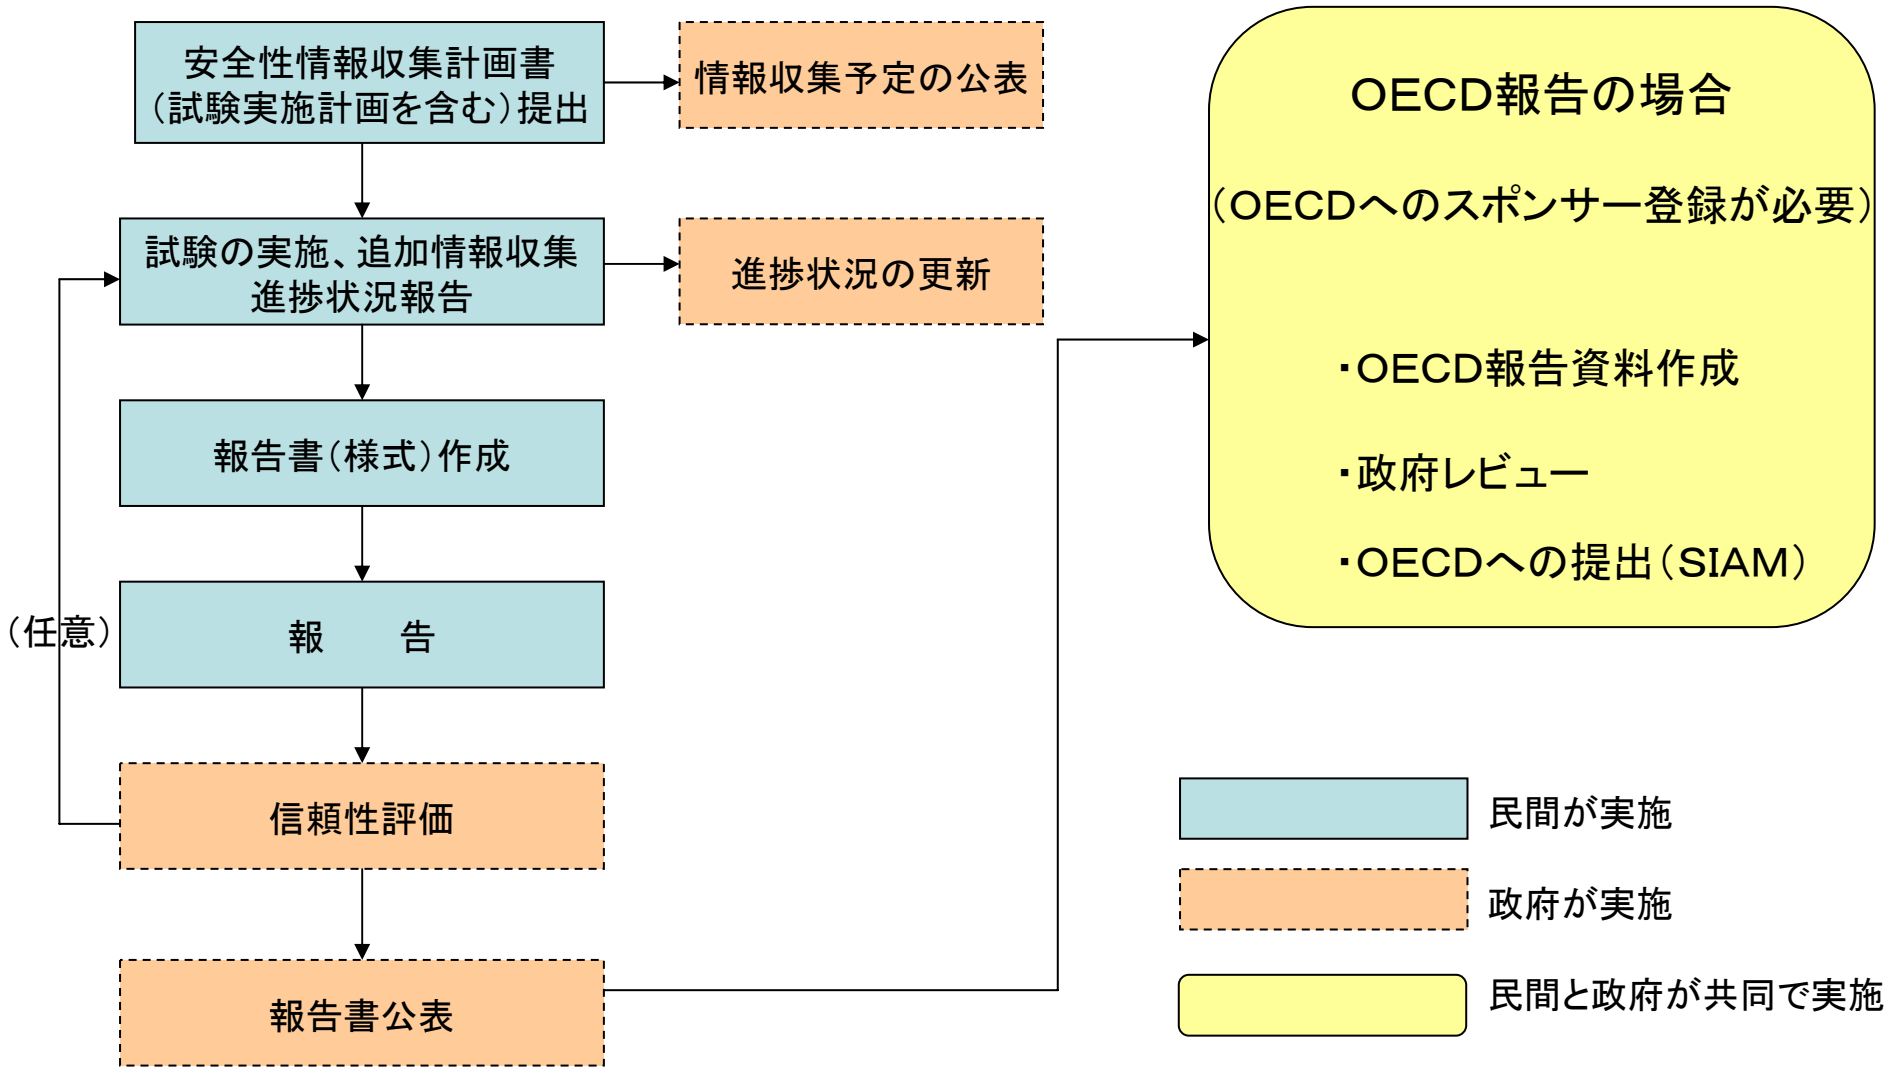 安全性情報収集計画書
（試験実施計画を含む）提出
情報収集予定の公表
試験の実施、追加情報収集
進捗状況報告
進捗状況の更新
報告書（様式）作成
報　　告
（任意）
信頼性評価
報告書公表
ＯＥＣＤ報告の場合
（ＯＥＣＤへのスポンサー登録が必要）
・ＯＥＣＤ報告資料作成
・政府レビュー
・ＯＥＣＤへの提出（ＳＩＡＭ）
民間が実施
政府が実施
民間と政府が共同で実施